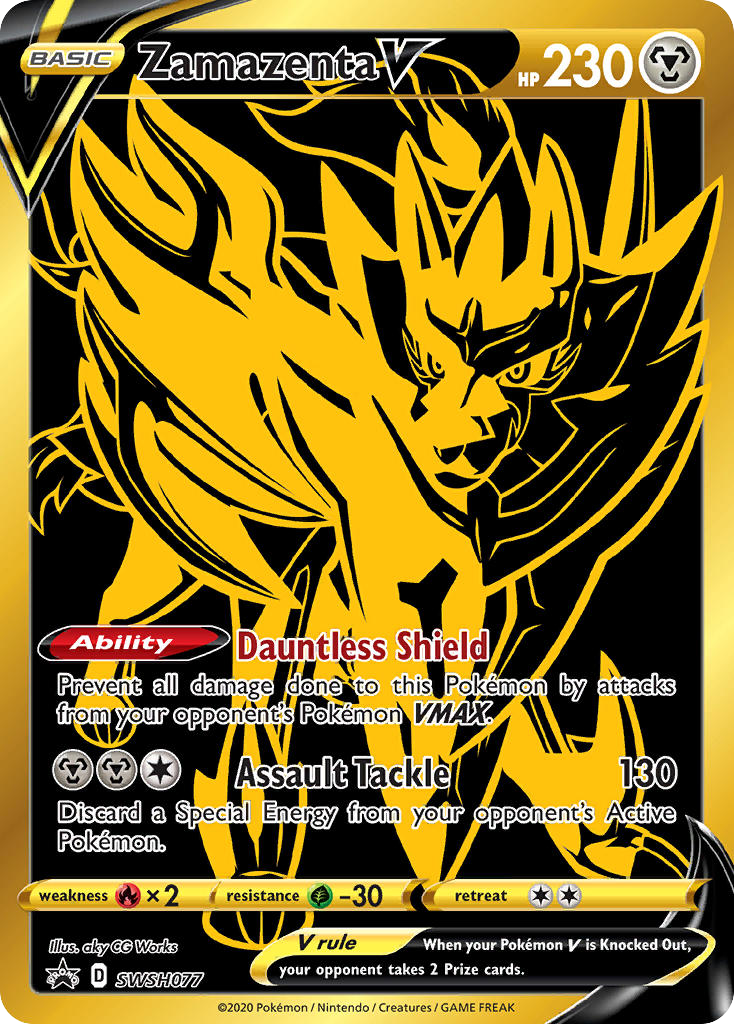 BASIC Zamazenta V HP 230
Ability Dauntless Shield
Prevent all damage done to this Pokémon by attacks
from your opponent's Pokémon VMAX.
Assault Tackle 130
Discard a Special Energy from your opponent's Active
Pokémon.
weakness ×2 resistance -30 retreat
Illus. aky CG Works
V rule When your Pokémon V is Knocked Out,
your opponent takes 2 Prize cards.
PROMO D SWSH077
©2020 Pokémon / Nintendo / Creatures / GAME FREAK